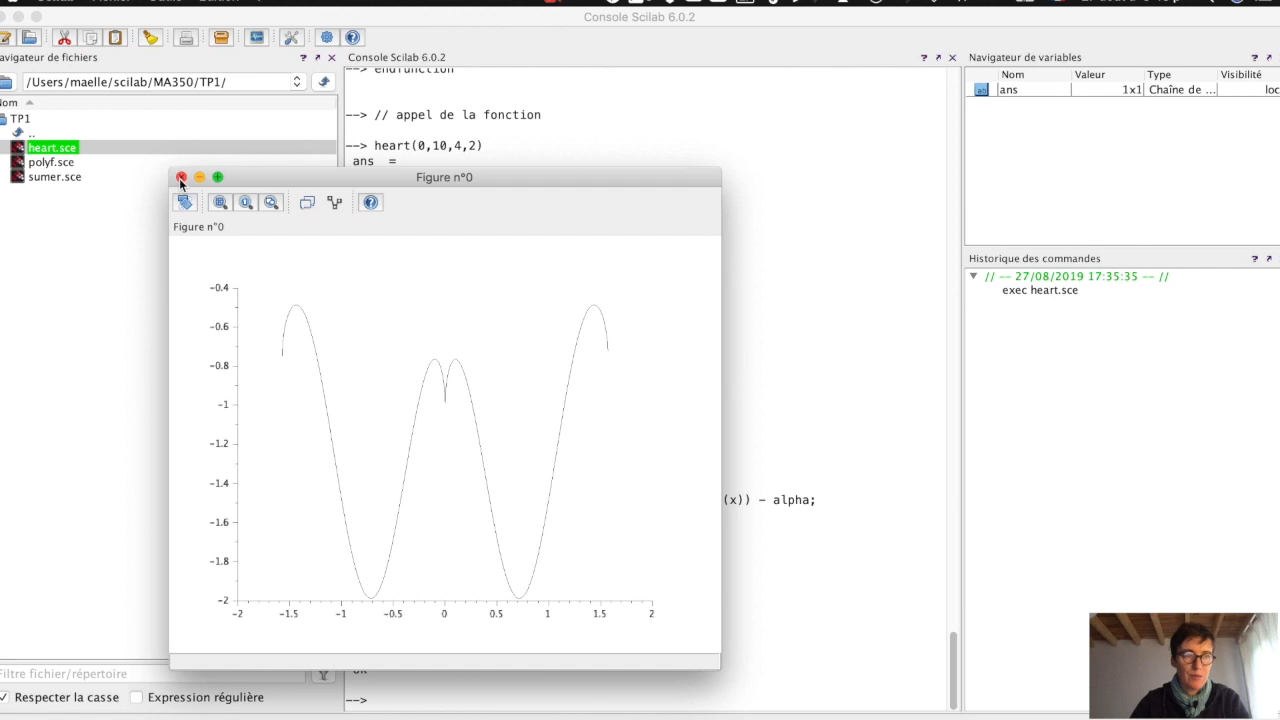 Console Scilab 6.0.2
avigateur de fichiers
? ↗ ✕
Console Scilab 6.0.2
? ↗ ✕
Navigateur de variables
? ↗
/Users/maelle/scilab/MA350/TP1/
Nom
Valeur
Type
Visibilité
ans
1x1
Chaîne de ...
loc
om
TP1
..
heart.sce
polyf.sce
sumer.sce
--> endfunction
--> // appel de la fonction
--> heart(0,10,4,2)
ans =
Figure n°0
Figure n°0
-0.4
-0.6
-0.8
-1
-1.2
-1.4
-1.6
-1.8
-2
-2 -1.5 -1 -0.5 0 0.5 1 1.5 2
(x)) - alpha;
Historique des commandes
? ↗
// -- 27/08/2019 17:35:35 -- //
exec heart.sce
Filtre fichier/répertoire
Respecter la casse
Expression régulière
-->